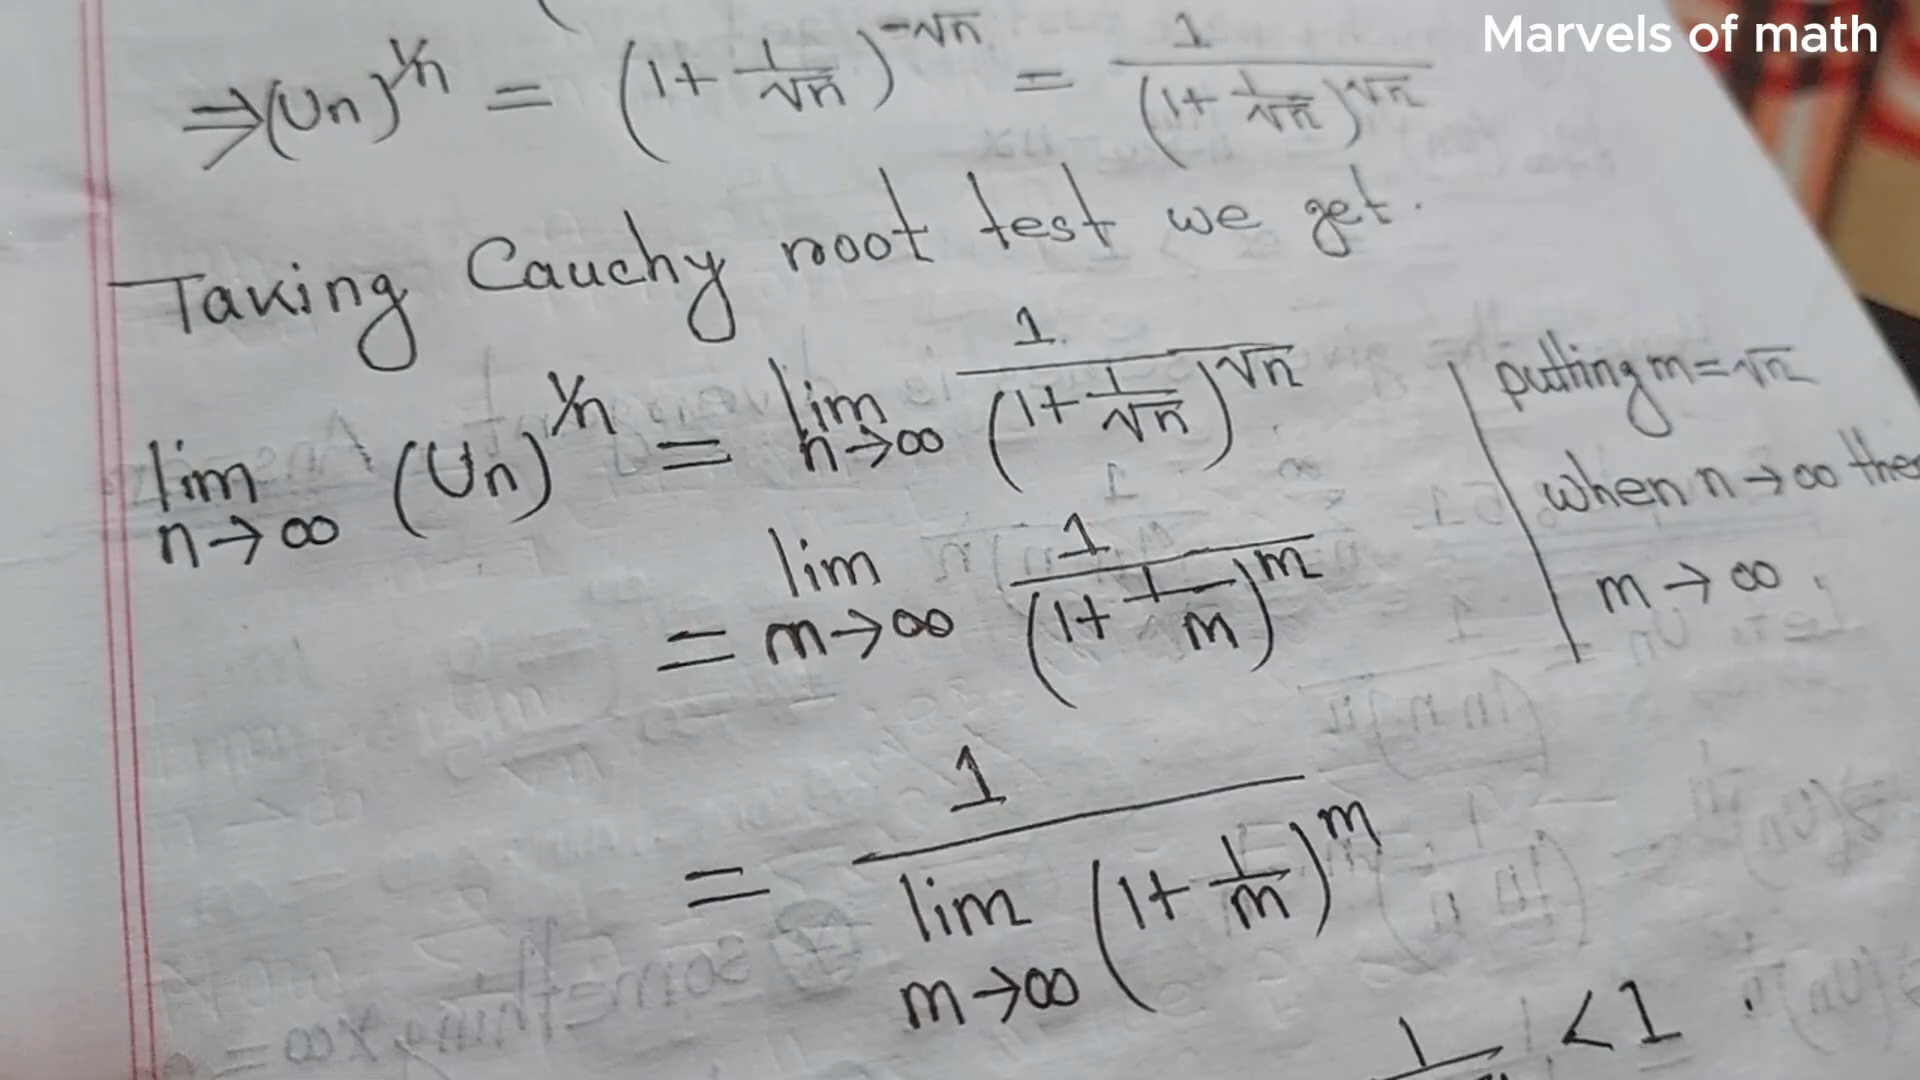 Marvels of math
⇒(Un)^1/n = (1+ 1/√n)^-√n = 1/(1+ 1/√n)^√n
Taking Cauchy root test we get.
lim n→∞ (Un)^1/n = lim n→∞ 1/(1+ 1/√n)^√n
putting m=√n
when n→∞ the
m→∞.
= lim m→∞ 1/(1+ 1/m)^m
= 1/lim m→∞ (1+ 1/m)^m
<1